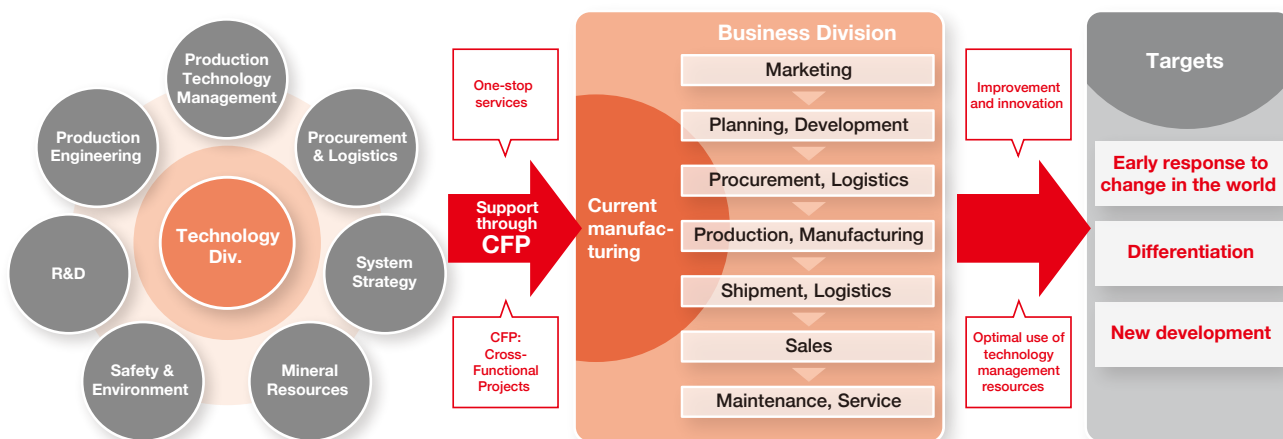 Production
Technology
Management
Production
Engineering
Procurement
& Logistics
R&D
Technology
Div.
System
Strategy
Safety &
Environment
Mineral
Resources
One-stop
services
Support
through
CFP
CFP:
Cross-
Functional
Projects
Business Division
Current
manufac-
turing
Marketing
Planning, Development
Procurement, Logistics
Production, Manufacturing
Shipment, Logistics
Sales
Maintenance, Service
Improvement
and innovation
Optimal use of
technology
management
resources
Targets
Early response to
change in the world
Differentiation
New development